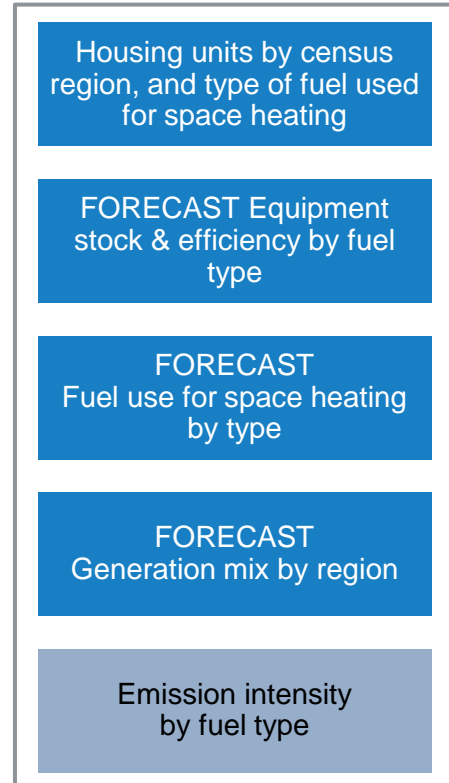 Housing units by census
region, and type of fuel used
for space heating
FORECAST Equipment
stock & efficiency by fuel
type
FORECAST
Fuel use for space heating
by type
FORECAST
Generation mix by region
Emission intensity
by fuel type